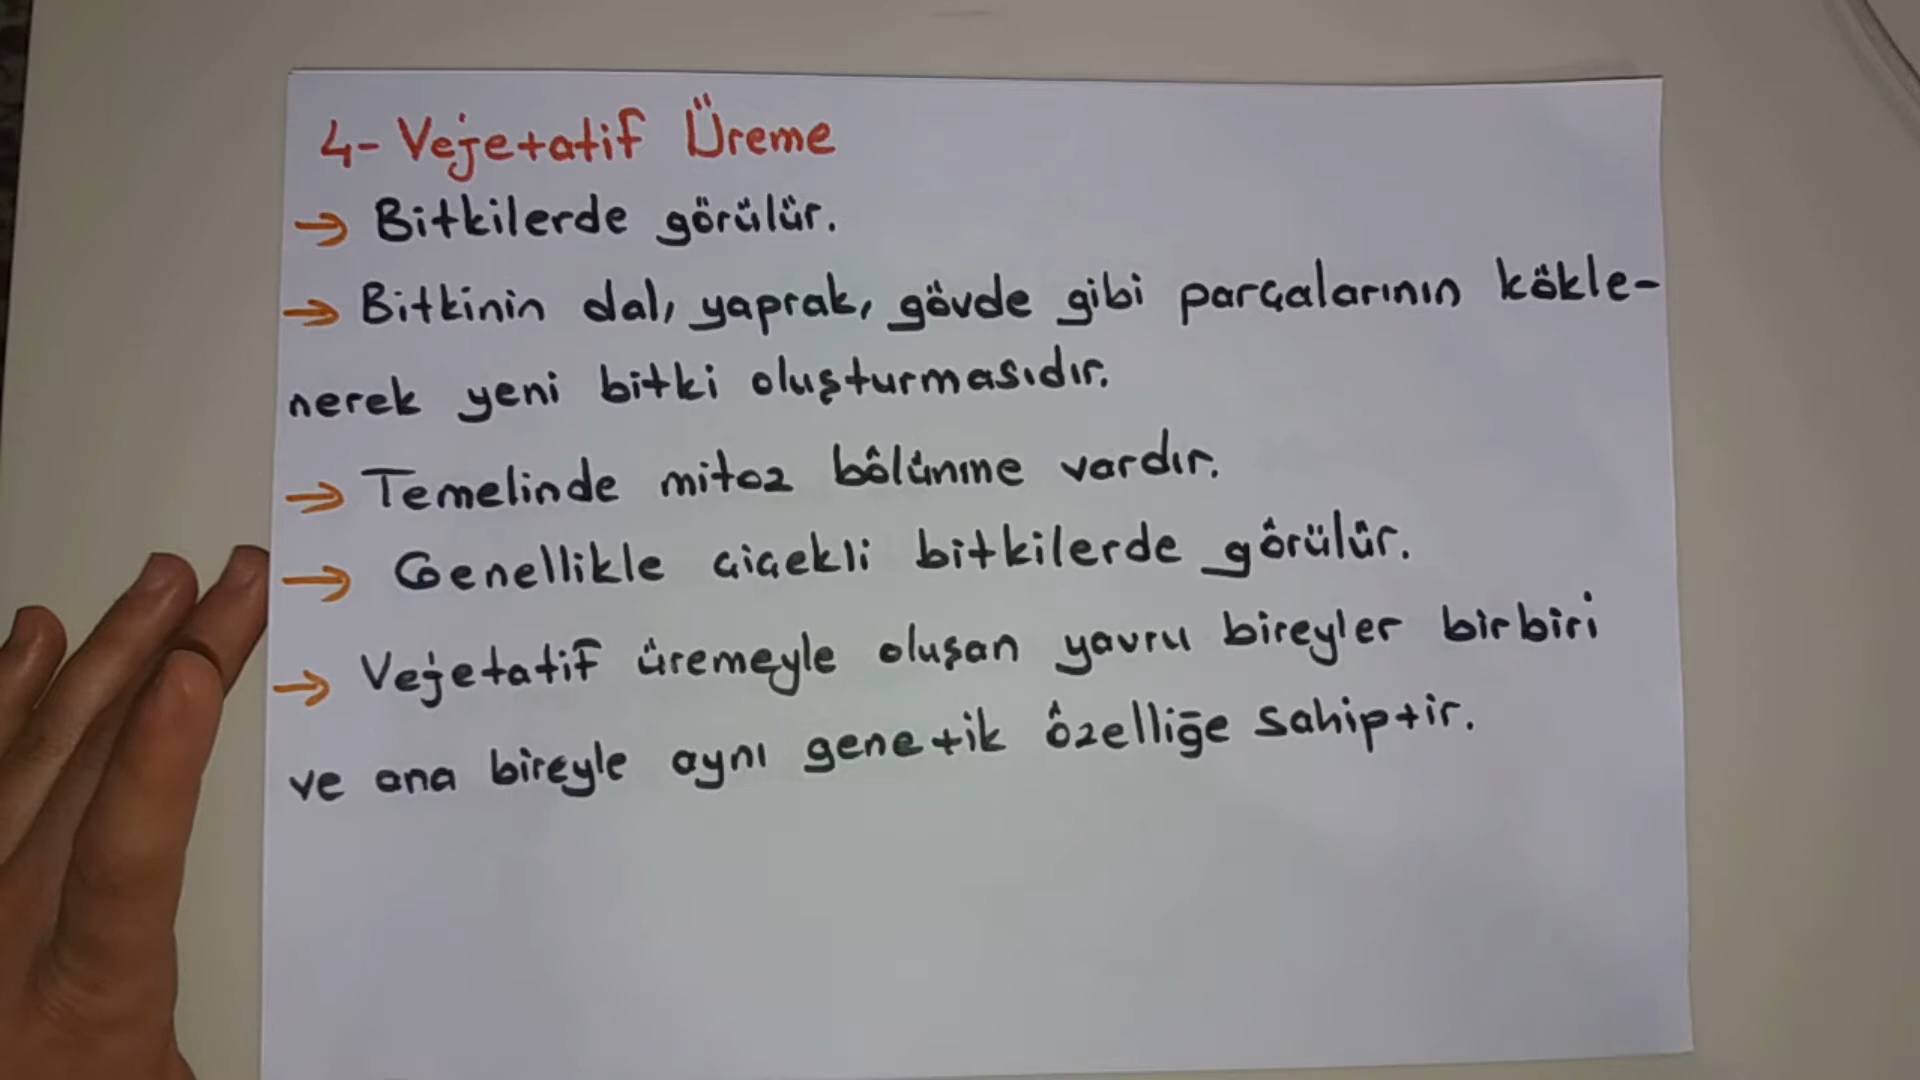 4- Vejetatif Üreme
→ Bitkilerde görülür.
→ Bitkinin dal, yaprak, gövde gibi parçalarının kökle-
nerek yeni bitki oluşturmasıdır.
→ Temelinde mitoz bölünme vardır.
→ Genellikle çiçekli bitkilerde görülür.
→ Vejetatif üremeyle oluşan yavru bireyler birbiri
ve ana bireyle aynı genetik özelliğe sahiptir.